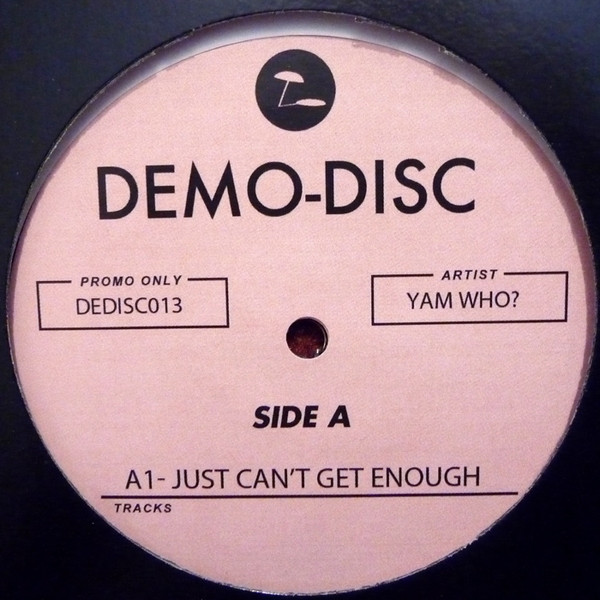 DEMO-DISC
PROMO ONLY
DEDISC013
ARTIST
YAM WHO?
SIDE A
A1- JUST CAN'T GET ENOUGH
TRACKS